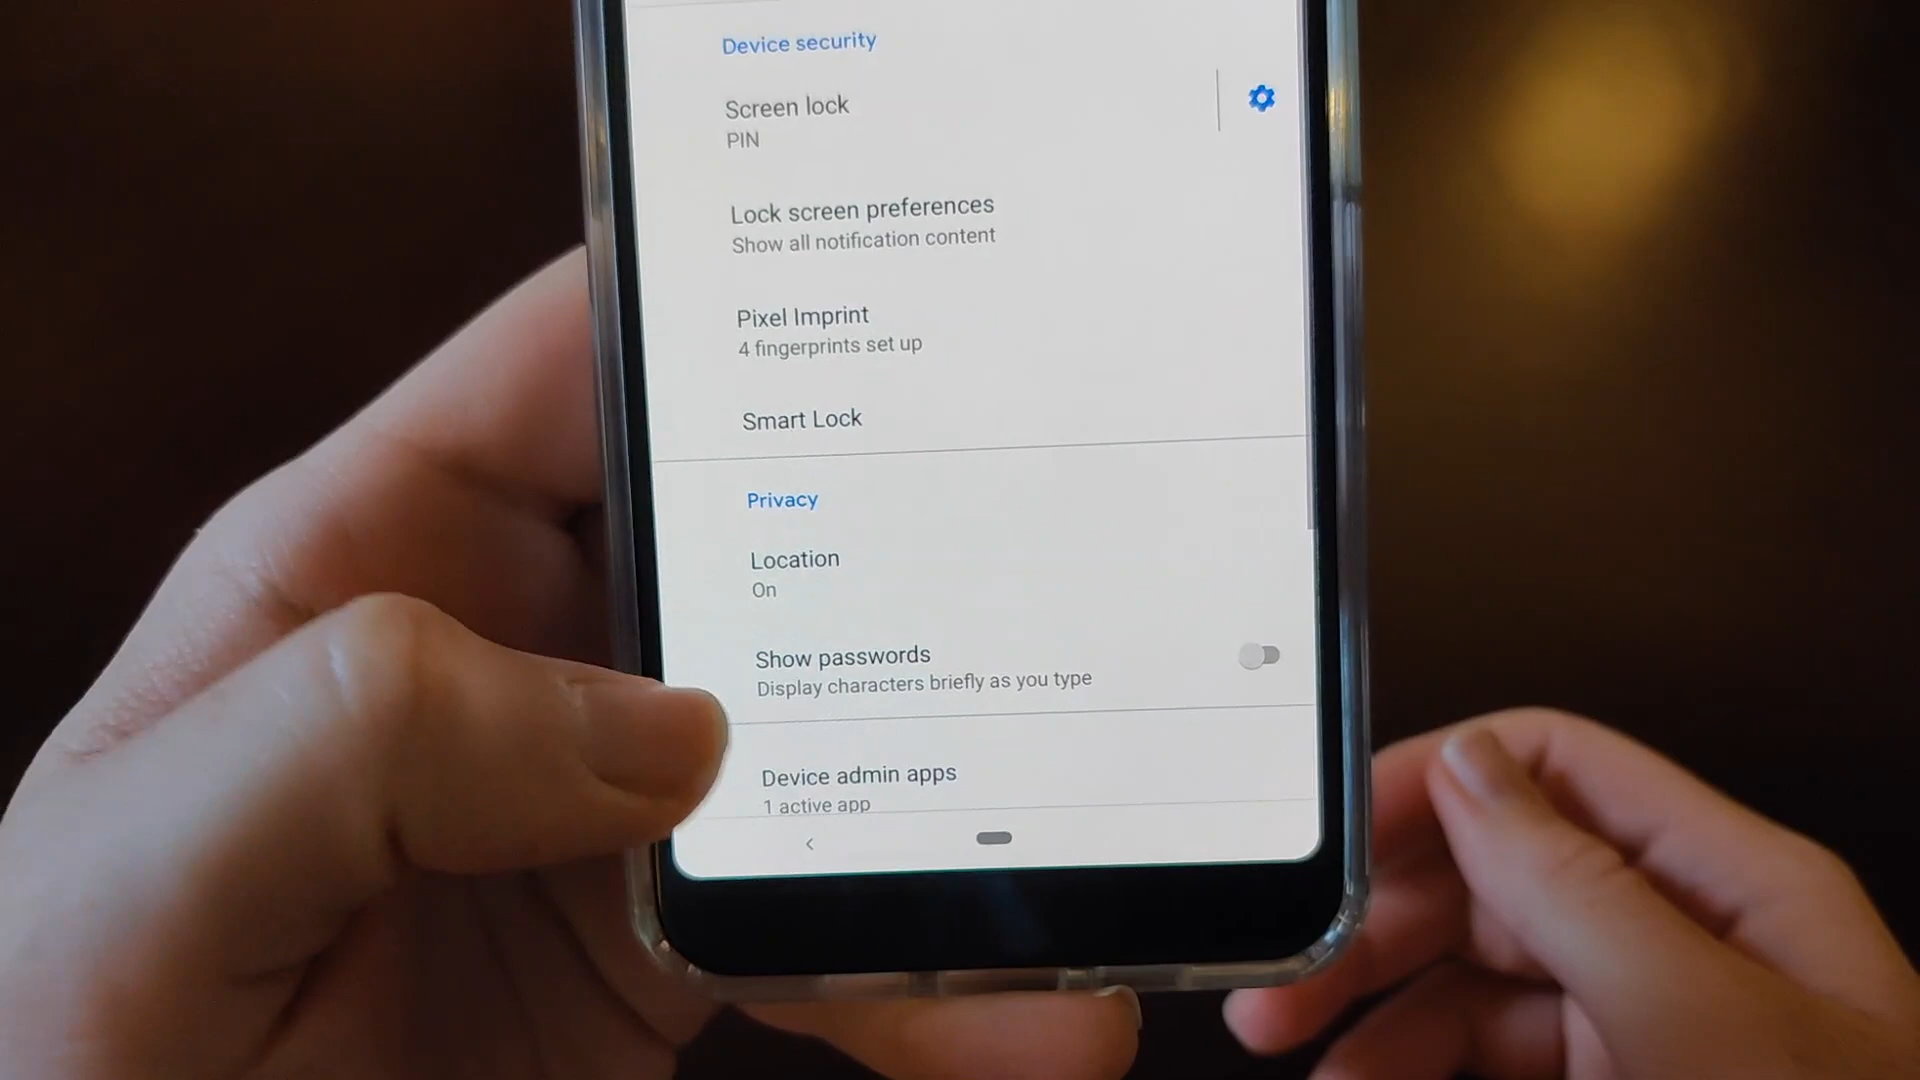 Device security
Screen lock
PIN
Lock screen preferences
Show all notification content
Pixel Imprint
4 fingerprints set up
Smart Lock
Privacy
Location
On
Show passwords
Display characters briefly as you type
Device admin apps
1 active app